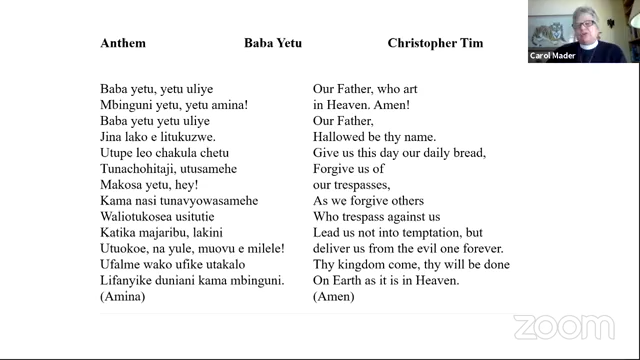 Anthem Baba Yetu Christopher Tim
Carol Mader
Baba yetu, yetu uliye
Mbinguni yetu, yetu amina!
Baba yetu yetu uliye
Jina lako e litukuzwe.
Utupe leo chakula chetu
Tunachohitaji, utusamehe
Makosa yetu, hey!
Kama nasi tunavyowasamehe
Waliotukosea usitutie
Katika majaribu, lakini
Utuokoe, na yule, muovu e milele!
Ufalme wako ufike utakalo
Lifanyike duniani kama mbinguni.
(Amina)
Our Father, who art
in Heaven. Amen!
Our Father,
Hallowed be thy name.
Give us this day our daily bread,
Forgive us of
our trespasses,
As we forgive others
Who trespass against us
Lead us not into temptation, but
deliver us from the evil one forever.
Thy kingdom come, thy will be done
On Earth as it is in Heaven.
(Amen)
zoom